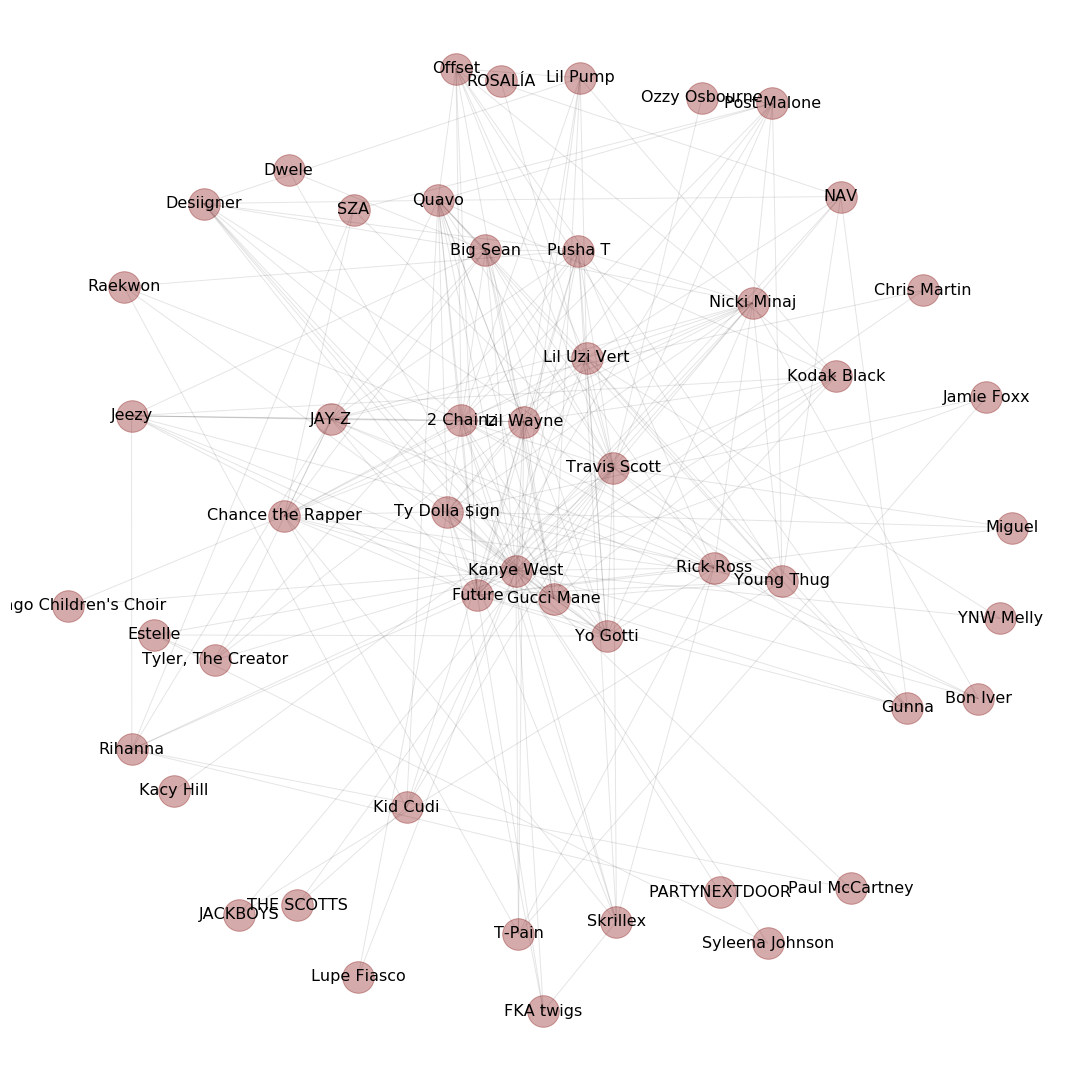 Offset
ROSALÍA
Lil Pump
Ozzy Osbourne
Post Malone
Dwele
Desiigner
SZA
Quavo
NAV
Big Sean
Pusha T
Raekwon
Nicki Minaj
Chris Martin
Lil Uzi Vert
Kodak Black
Jamie Foxx
Jeezy
JAY-Z
2 Chainz
Lil Wayne
Travis Scott
Chance the Rapper
Ty Dolla $ign
Miguel
Kanye West
Rick Ross
Young Thug
Future
Gucci Mane
ago Children's Choir
Estelle
Yo Gotti
YNW Melly
Tyler, The Creator
Gunna
Bon Iver
Rihanna
Kacy Hill
Kid Cudi
PARTYNEXTDOOR
Paul McCartney
JACKBOYS
THE SCOTTS
T-Pain
Skrillex
Syleena Johnson
Lupe Fiasco
FKA twigs